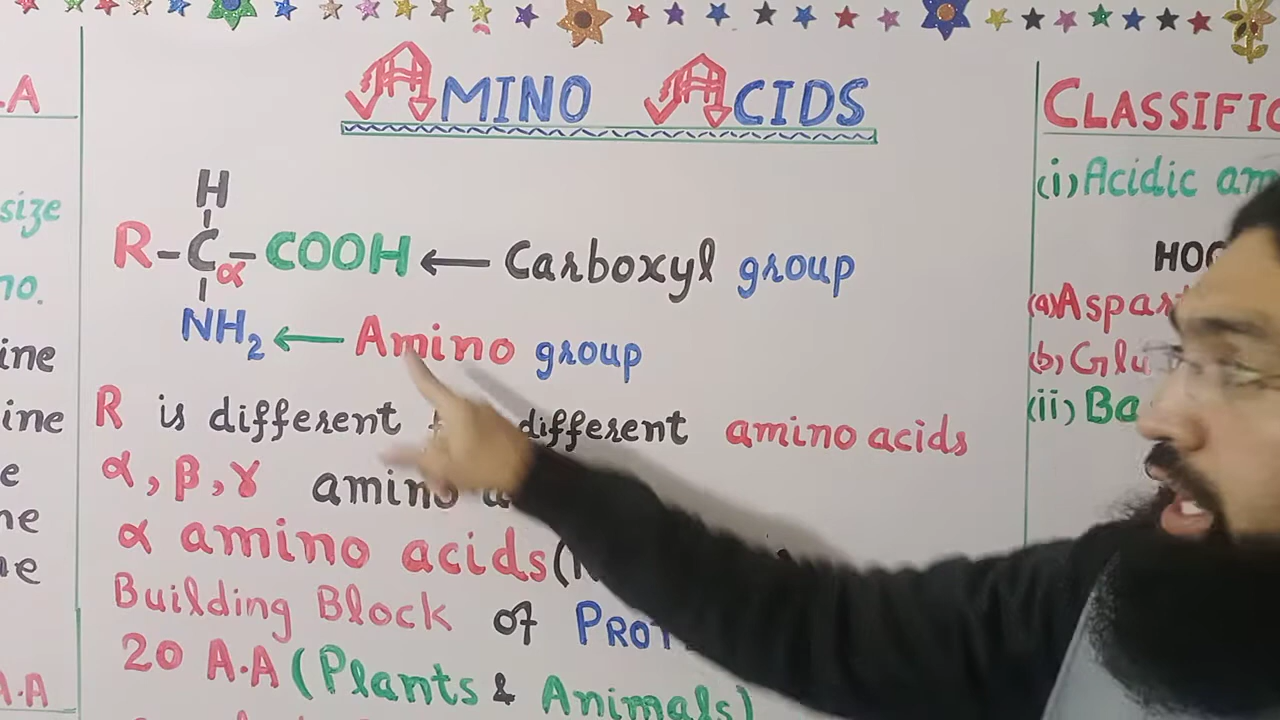 AMINO ACIDS
H
R-C-COOH ← Carboxyl group
α
NH₂ ← Amino group
R is different different amino acids
α, β, γ amino
α amino acids(
Building Block of
20 A.A (Plants & Animals)
.A
size
no.
ine
ine
e
ne
ne
A.A
CLASSIFIC
(i) Acidic am
HOO
(a) Aspart
(b) Glu
(ii) Ba